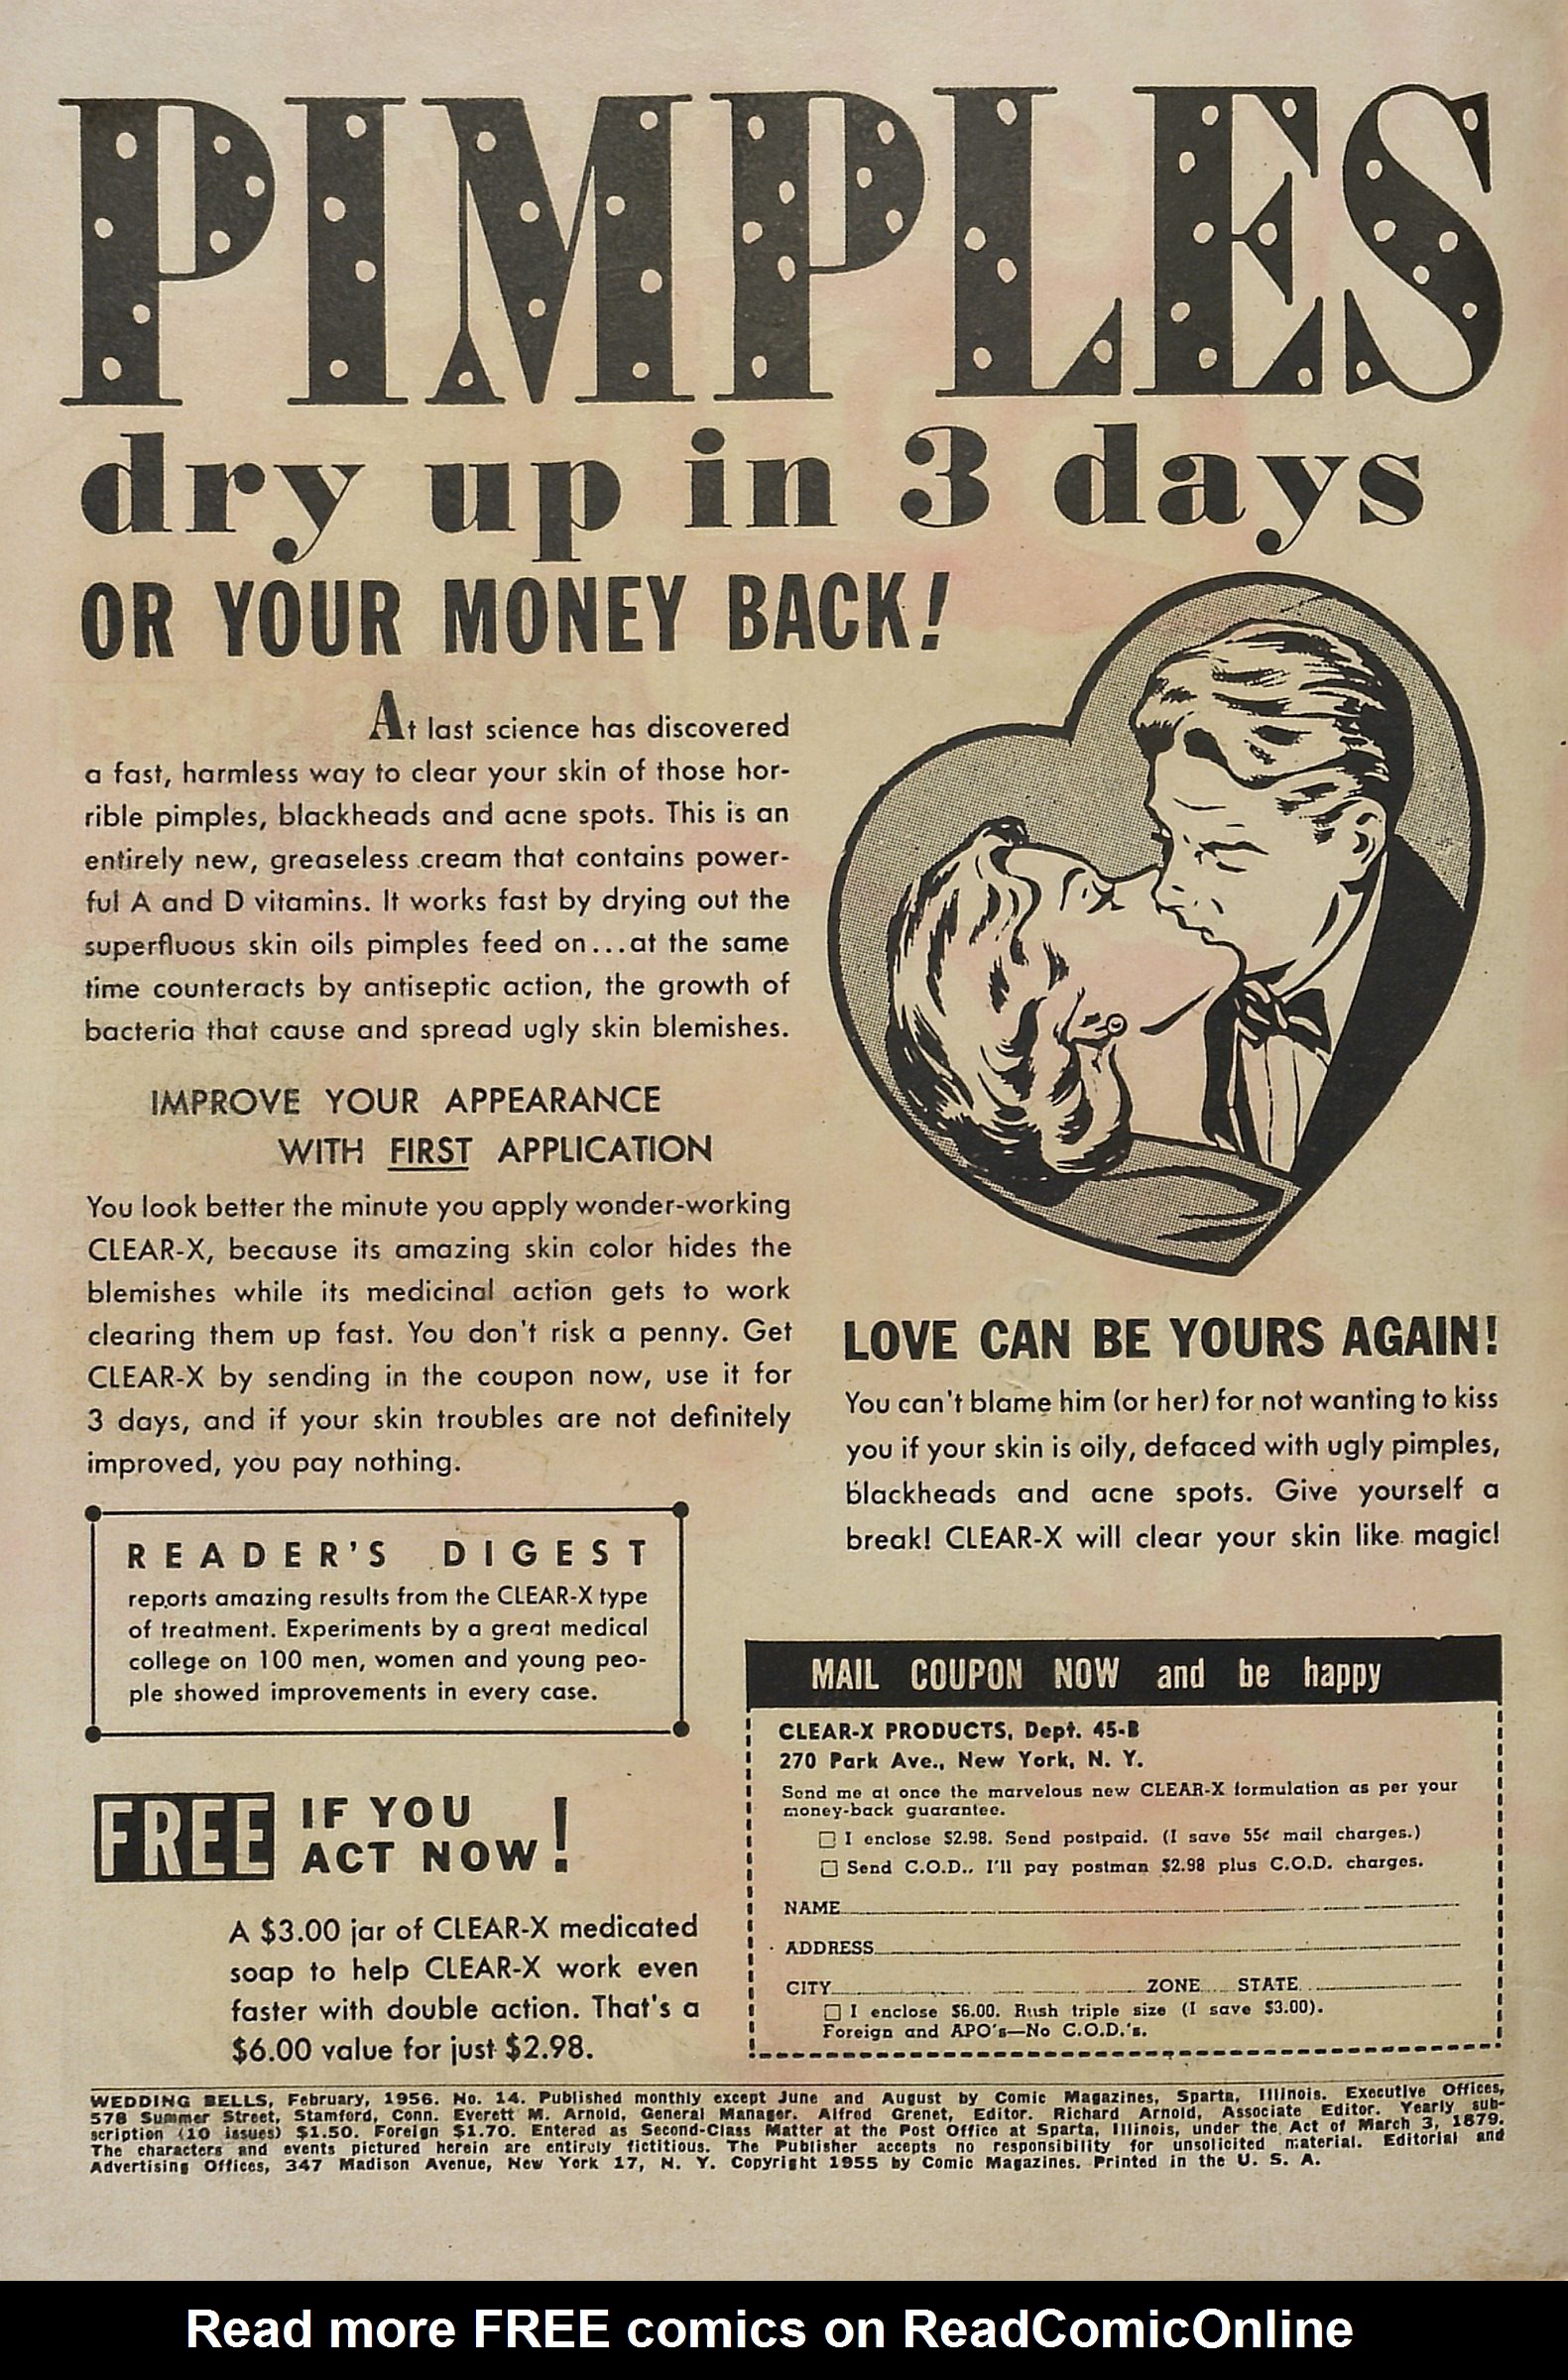 PIMPLES
dry up in 3 days
OR YOUR MONEY BACK!
At last science has discovered
a fast, harmless way to clear your skin of those hor-
rible pimples, blackheads and acne spots. This is an
entirely new, greaseless cream that contains power-
ful A and D vitamins. It works fast by drying out the
superfluous skin oils pimples feed on...at the same
time counteracts by antiseptic action, the growth of
bacteria that cause and spread ugly skin blemishes.
IMPROVE YOUR APPEARANCE
WITH FIRST APPLICATION
You look better the minute you apply wonder-working
CLEAR-X, because its amazing skin color hides the
blemishes while its medicinal action gets to work
clearing them up fast. You don't risk a penny. Get
CLEAR-X by sending in the coupon now, use it for
3 days, and if your skin troubles are not definitely
improved, you pay nothing.
READER'S DIGEST
reports amazing results from the CLEAR-X type
of treatment. Experiments by a great medical
college on 100 men, women and young peo-
ple showed improvements in every case.
FREE IF YOU
ACT NOW!
A $3.00 jar of CLEAR-X medicated
soap to help CLEAR-X work even
faster with double action. That's a
$6.00 value for just $2.98.
LOVE CAN BE YOURS AGAIN!
You can't blame him (or her) for not wanting to kiss
you if your skin is oily, defaced with ugly pimples,
blackheads and acne spots. Give yourself a
break! CLEAR-X will clear your skin like magic!
MAIL COUPON NOW and be happy
CLEAR-X PRODUCTS, Dept. 45-B
270 Park Ave., New York, N. Y.
Send me at once the marvelous new CLEAR-X formulation as per your
money-back guarantee.
I enclose $2.98. Send postpaid. (I save 55¢ mail charges.)
Send C.O.D.. I'll pay postman $2.98 plus C.O.D. charges.
NAME
ADDRESS
CITY ZONE STATE
I enclose $6.00. Rush triple size (I save $3.00).
Foreign and APO's—No C.O.D.'s.
WEDDING BELLS, February, 1956. No. 14. Published monthly except June and August by Comic Magazines, Sparta, Illinois. Executive Offices,
578 Summer Street, Stamford, Conn. Everett M. Arnold, General Manager. Alfred Grenet, Editor. Richard Arnold, Associate Editor. Yearly sub-
scription (10 issues) $1.50. Foreign $1.70. Entered as Second-Class Matter at the Post Office at Sparta, Illinois, under the Act of March 3, 1879.
The characters and events pictured herein are entirely fictitious. The Publisher accepts no responsibility for unsolicited material. Editorial and
Advertising Offices, 347 Madison Avenue, New York 17, N. Y. Copyright 1955 by Comic Magazines. Printed in the U. S. A.
Read more FREE comics on ReadComicOnline